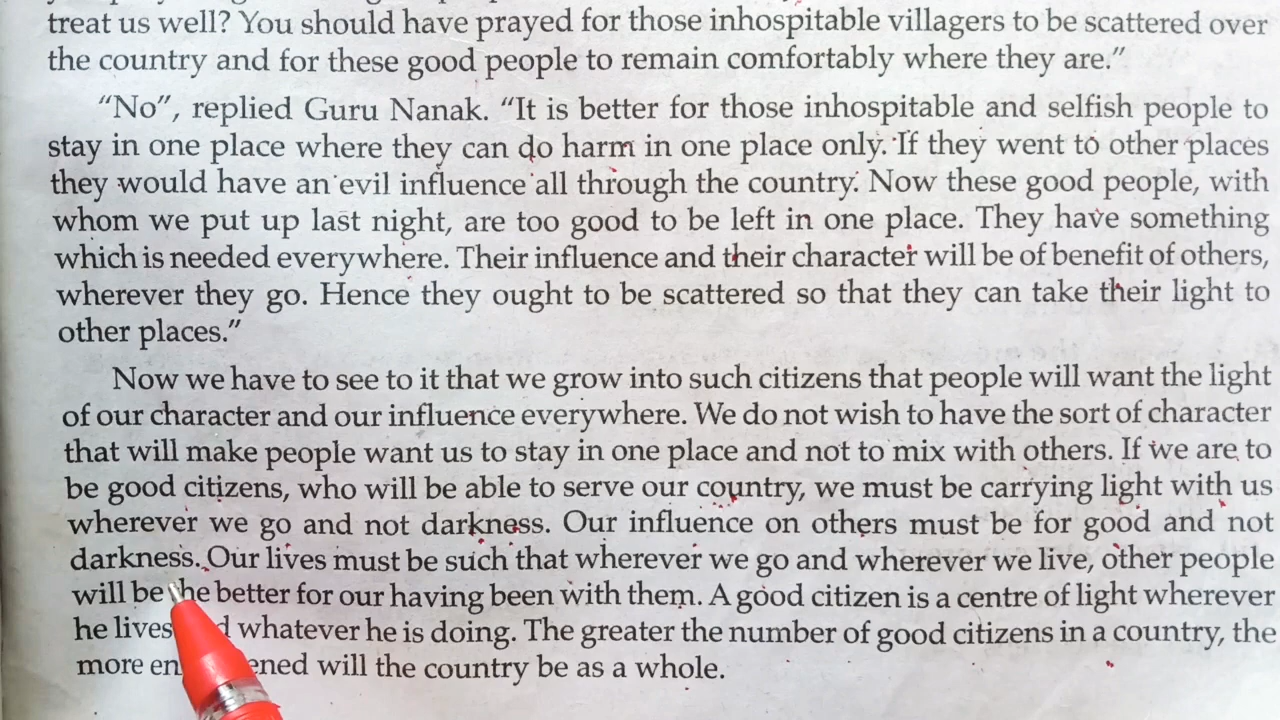 treat us well? You should have prayed for those inhospitable villagers to be scattered over
the country and for these good people to remain comfortably where they are."
"No", replied Guru Nanak. "It is better for those inhospitable and selfish people to
stay in one place where they can do harm in one place only. If they went to other places
they would have an evil influence all through the country. Now these good people, with
whom we put up last night, are too good to be left in one place. They have something
which is needed everywhere. Their influence and their character will be of benefit of others,
wherever they go. Hence they ought to be scattered so that they can take their light to
other places."
Now we have to see to it that we grow into such citizens that people will want the light
of our character and our influence everywhere. We do not wish to have the sort of character
that will make people want us to stay in one place and not to mix with others. If we are to
be good citizens, who will be able to serve our country, we must be carrying light with us
wherever we go and not darkness. Our influence on others must be for good and not
darkness. Our lives must be such that wherever we go and wherever we live, other people
will be the better for our having been with them. A good citizen is a centre of light wherever
he lives whatever he is doing. The greater the number of good citizens in a country, the
more will the country be as a whole.